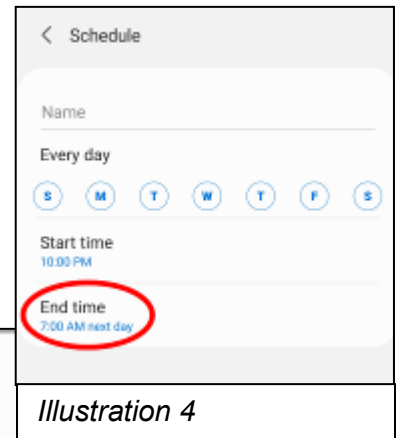 < Schedule
Name
Every day
S M T W T F S
Start time
10:00 PM
End time
7:00 AM next day
Illustration 4